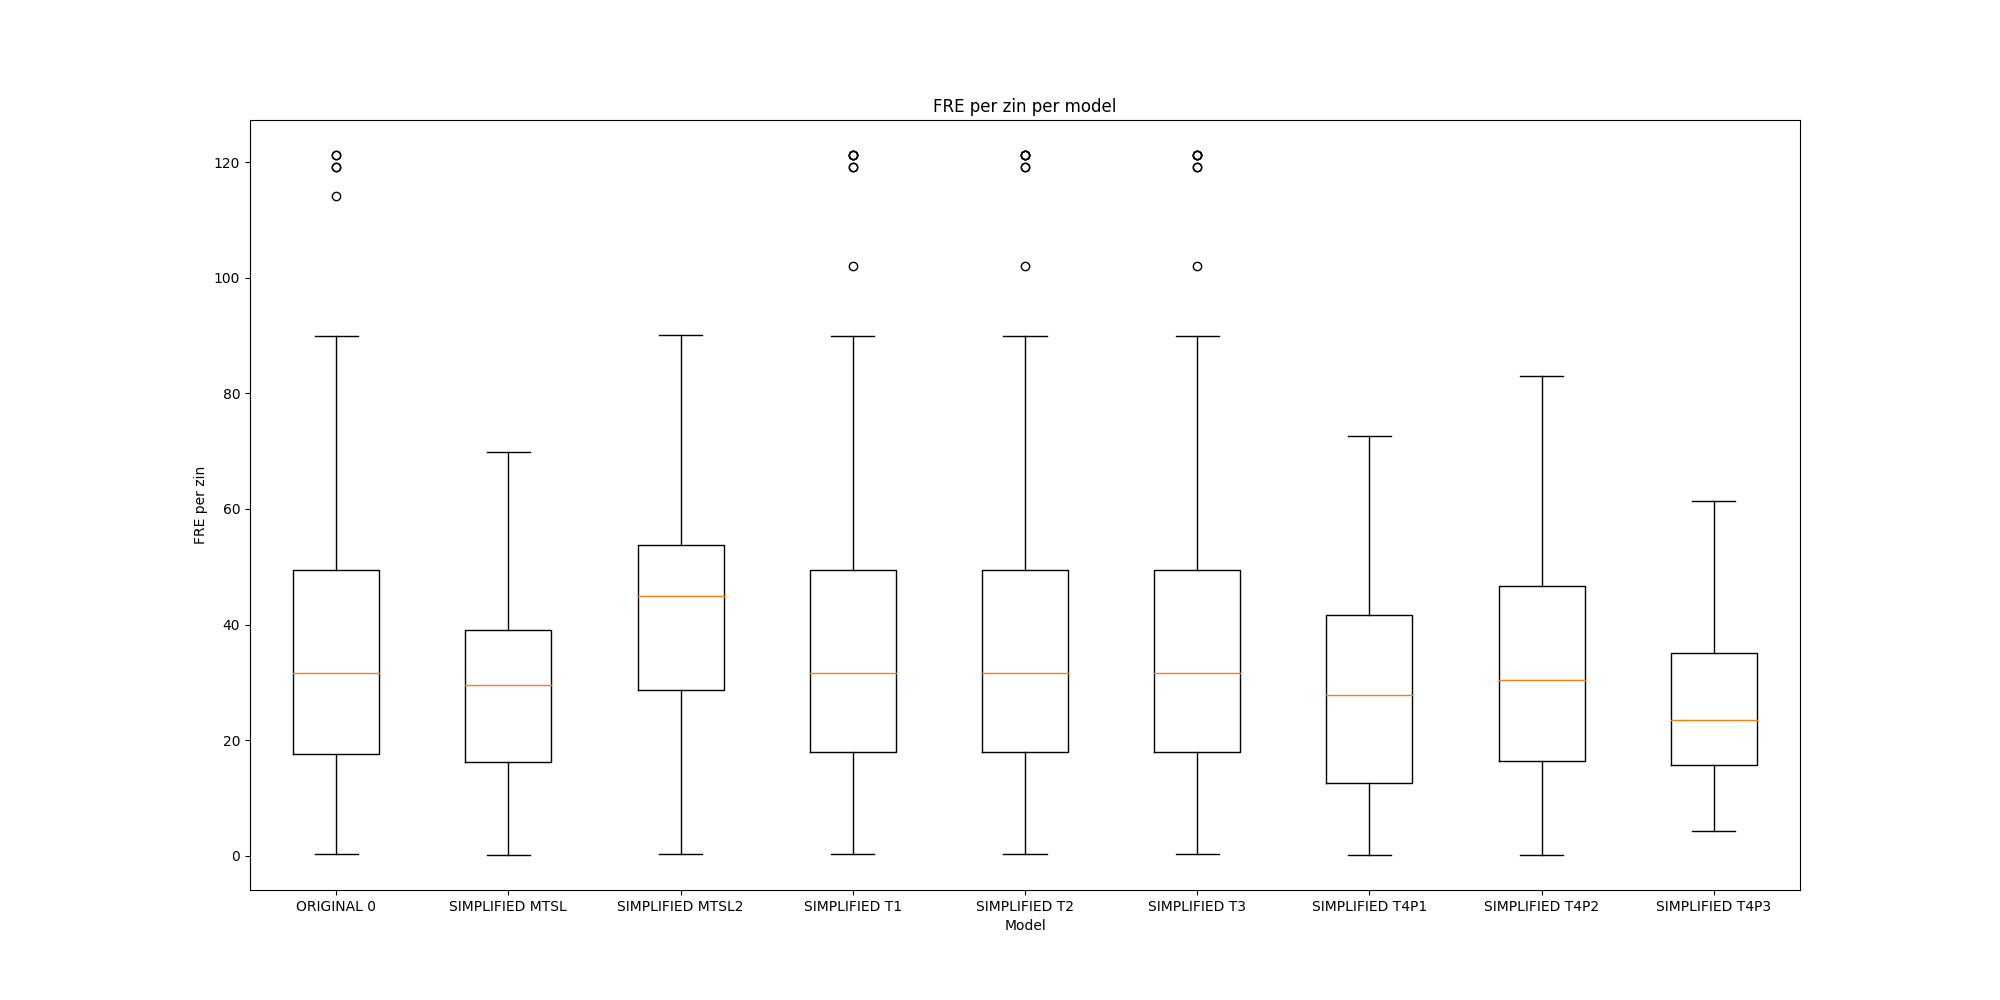 FRE per zin per model
FRE per zin
120
100
80
60
40
20
0
ORIGINAL 0 SIMPLIFIED MTSL SIMPLIFIED MTSL2 SIMPLIFIED T1 SIMPLIFIED T2 SIMPLIFIED T3 SIMPLIFIED T4P1 SIMPLIFIED T4P2 SIMPLIFIED T4P3
Model